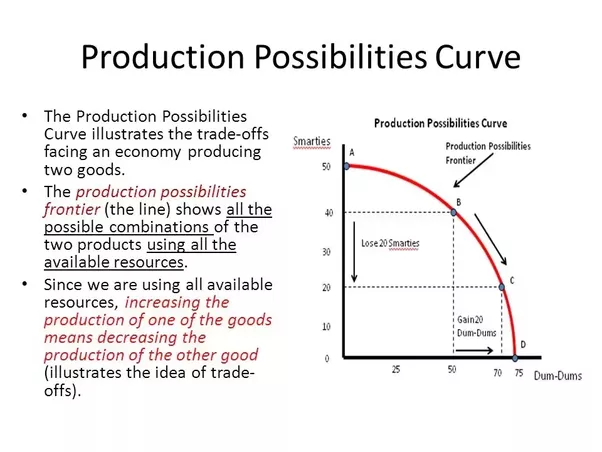 Production Possibilities Curve
• The Production Possibilities
Curve illustrates the trade-offs
facing an economy producing
two goods.
• The production possibilities
frontier (the line) shows all the
possible combinations of the
two products using all the
available resources.
• Since we are using all available
resources, increasing the
production of one of the goods
means decreasing the
production of the other good
(illustrates the idea of trade-
offs).
Production Possibilities Curve
Smarties
Production Possibilities
Frontier
A
50
B
40
Lose 20 Smarties
30
C
20
Gain 20
Dum-Dums
10
D
0
25
50
70
75
Dum-Dums